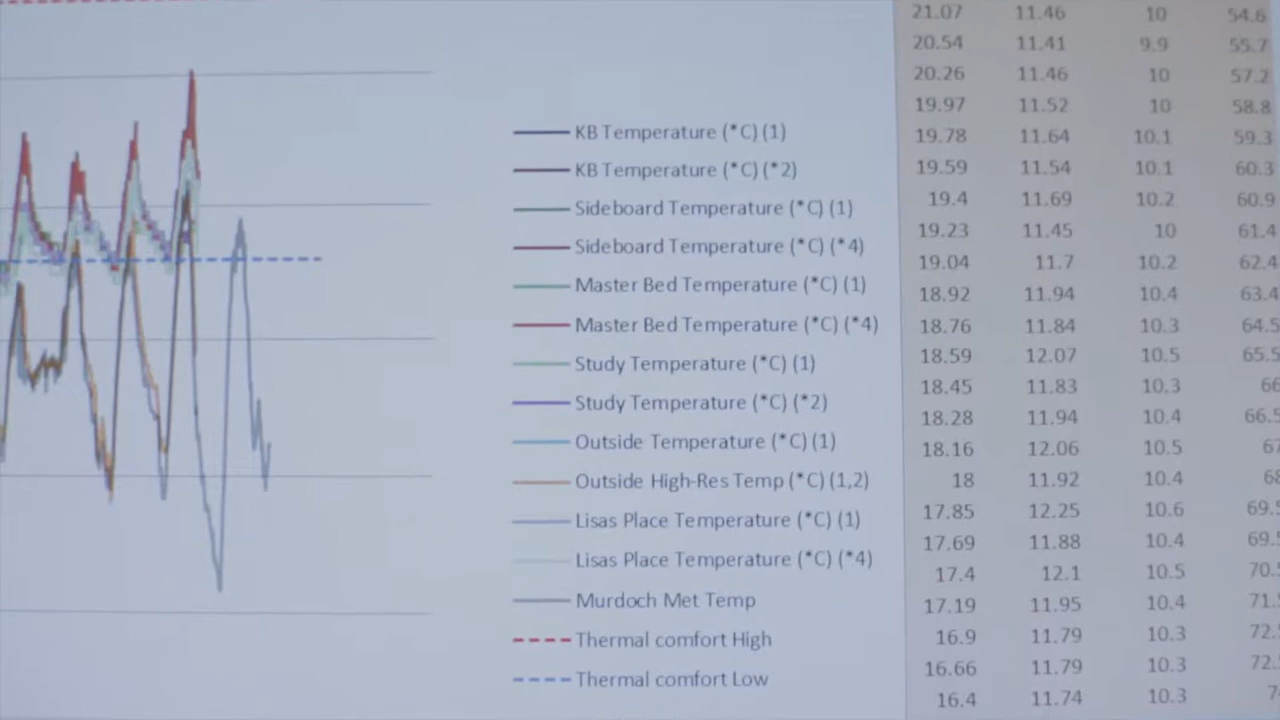 KB Temperature (*C) (1)
KB Temperature (*C) (*2)
Sideboard Temperature (*C) (1)
Sideboard Temperature (*C) (*4)
Master Bed Temperature (*C) (1)
Master Bed Temperature (*C) (*4)
Study Temperature (*C) (1)
Study Temperature (*C) (*2)
Outside Temperature (*C) (1)
Outside High-Res Temp (*C) (1,2)
Lisas Place Temperature (*C) (1)
Lisas Place Temperature (*C) (*4)
Murdoch Met Temp
Thermal comfort High
Thermal comfort Low
21.07 11.46 10 54.6
20.54 11.41 9.9 55.7
20.26 11.46 10 57.2
19.97 11.52 10 58.8
19.78 11.64 10.1 59.3
19.59 11.54 10.1 60.3
19.4 11.69 10.2 60.9
19.23 11.45 10 61.4
19.04 11.7 10.2 62.4
18.92 11.94 10.4 63.4
18.76 11.84 10.3 64.5
18.59 12.07 10.5 65.5
18.45 11.83 10.3 66
18.28 11.94 10.4 66.5
18.16 12.06 10.5
18 11.92 10.4
17.85 12.25 10.6 69.5
17.69 11.88 10.4 69.5
17.4 12.1 10.5 70.5
17.19 11.95 10.4
16.9 11.79 10.3
16.66 11.79 10.3
16.4 11.74 10.3